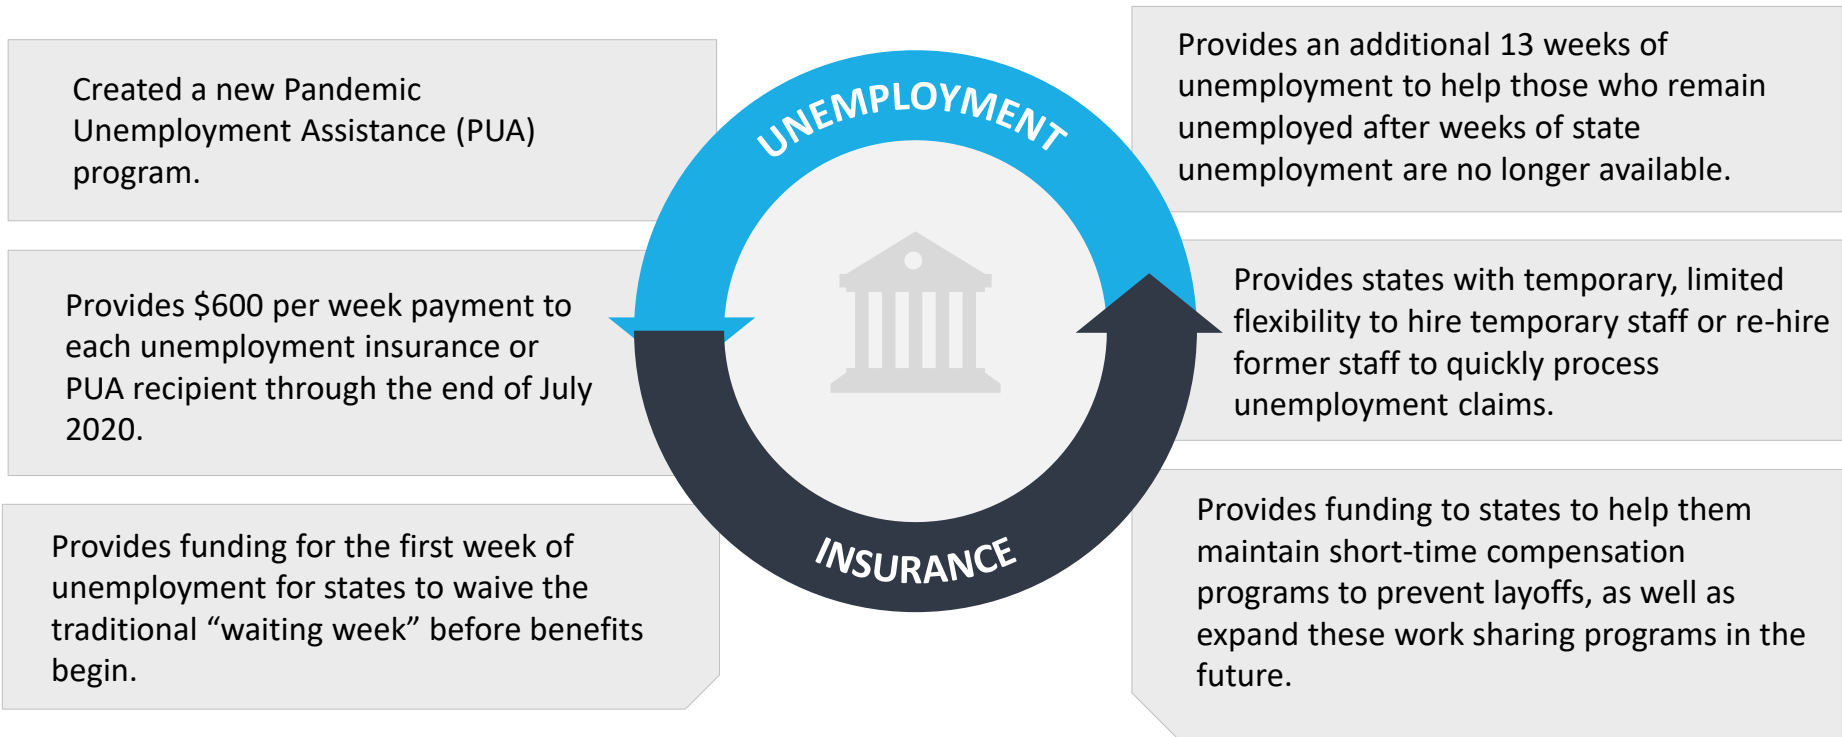 Created a new Pandemic
Unemployment Assistance (PUA)
program.
Provides $600 per week payment to
each unemployment insurance or
PUA recipient through the end of July
2020.
Provides funding for the first week of
unemployment for states to waive the
traditional “waiting week” before benefits
begin.
UNEMPLOYMENT
INSURANCE
Provides an additional 13 weeks of
unemployment to help those who remain
unemployed after weeks of state
unemployment are no longer available.
Provides states with temporary, limited
flexibility to hire temporary staff or re-hire
former staff to quickly process
unemployment claims.
Provides funding to states to help them
maintain short-time compensation
programs to prevent layoffs, as well as
expand these work sharing programs in the
future.